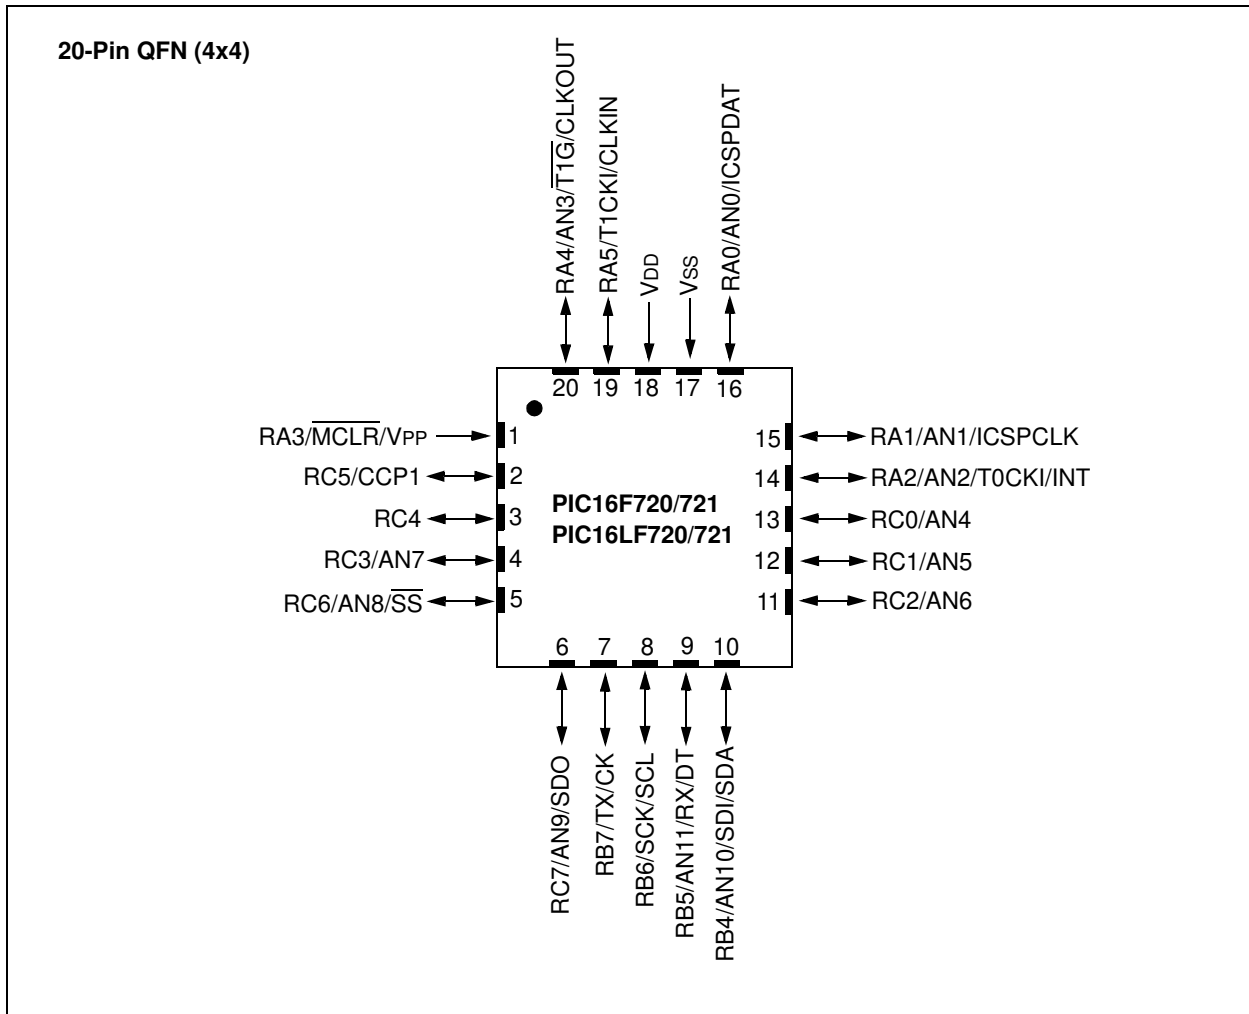 20-Pin QFN (4x4)
RA4/AN3/T1G/CLKOUT
RA5/T1CKI/CLKIN
VDD
VSS
RA0/AN0/ICSPDAT
20 19 18 17 16
RA3/MCLR/VPP 1
RC5/CCP1 2
RC4 3
RC3/AN7 4
RC6/AN8/SS 5
PIC16F720/721
PIC16LF720/721
15 RA1/AN1/ICSPCLK
14 RA2/AN2/T0CKI/INT
13 RC0/AN4
12 RC1/AN5
11 RC2/AN6
6 7 8 9 10
RC7/AN9/SDO
RB7/TX/CK
RB6/SCK/SCL
RB5/AN11/RX/DT
RB4/AN10/SDI/SDA